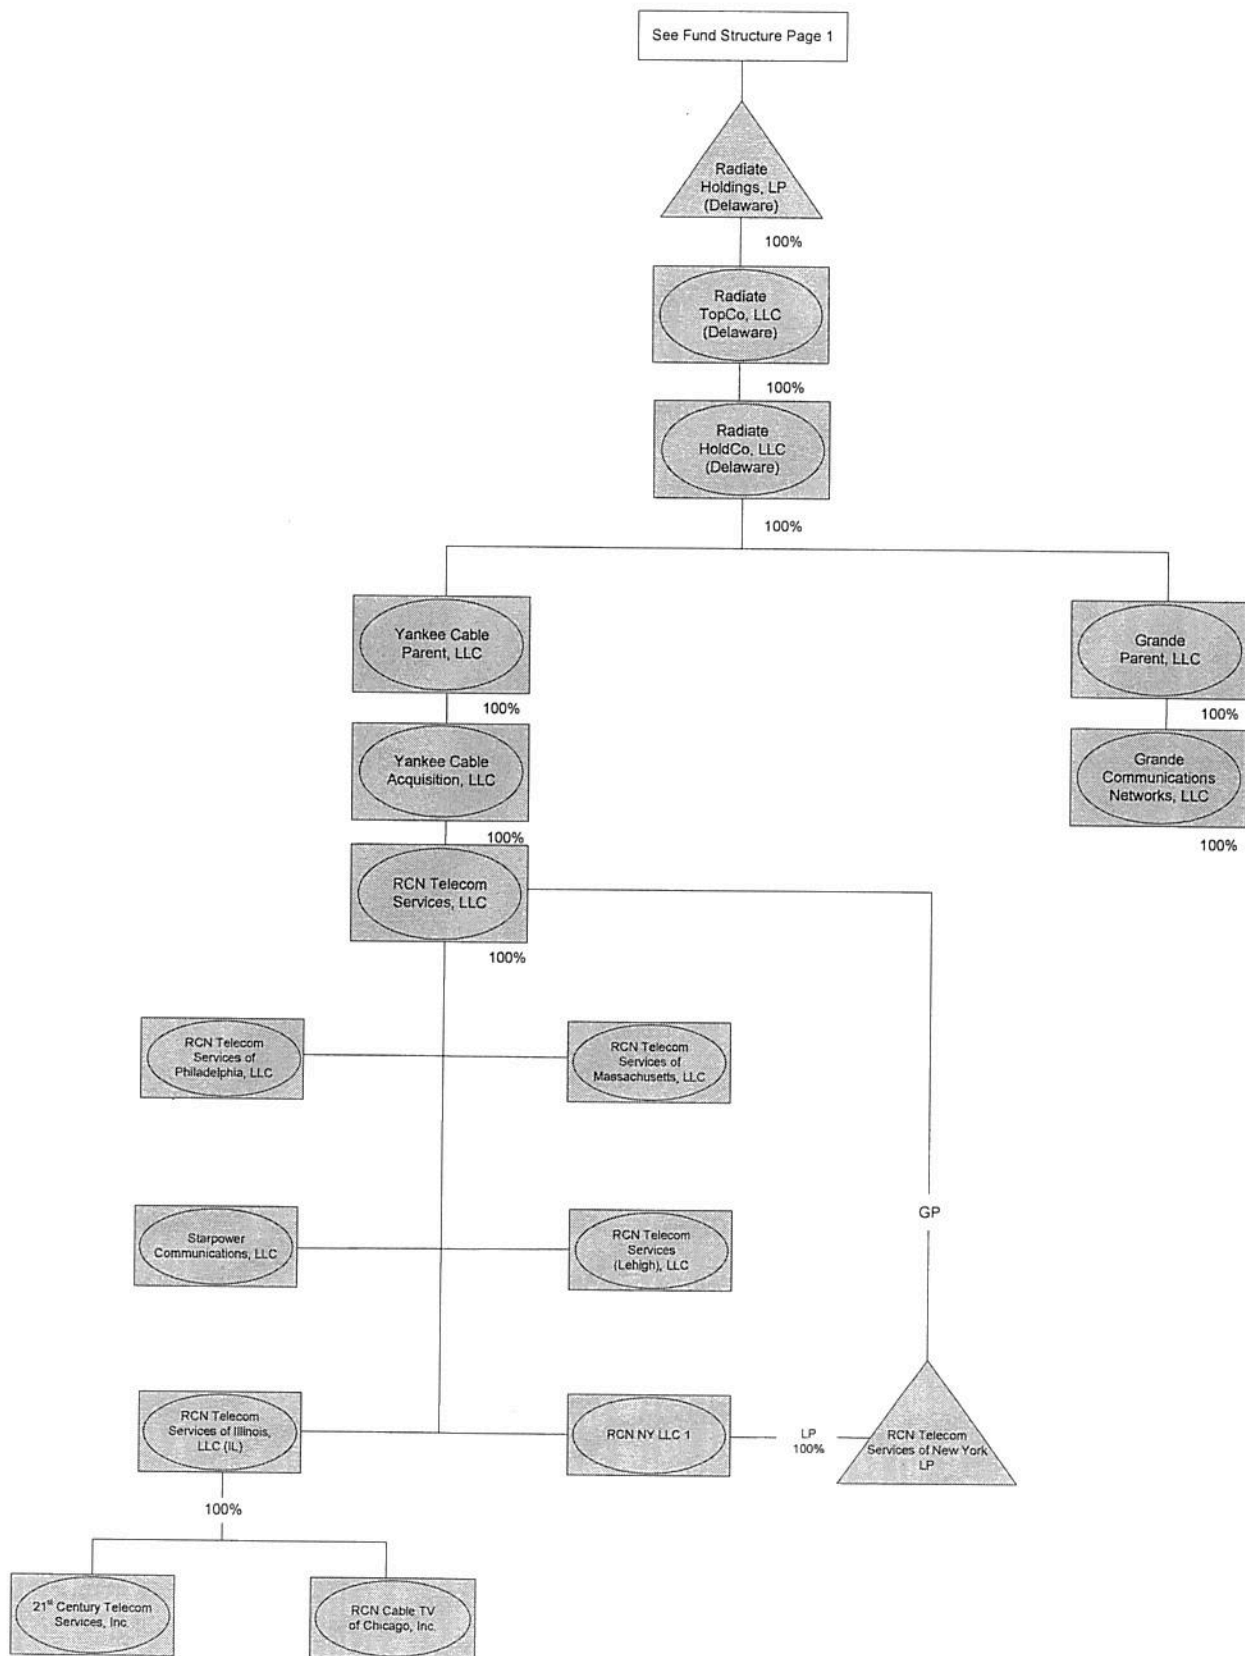 See Fund Structure Page 1
Radiate
Holdings, LP
(Delaware)
100%
Radiate
TopCo, LLC
(Delaware)
100%
Radiate
HoldCo, LLC
(Delaware)
100%
Yankee Cable
Parent, LLC
100%
Grande
Parent, LLC
100%
Yankee Cable
Acquisition, LLC
100%
Grande
Communications
Networks, LLC
100%
RCN Telecom
Services, LLC
100%
RCN Telecom
Services of
Philadelphia, LLC
RCN Telecom
Services of
Massachusetts, LLC
Starpower
Communications, LLC
RCN Telecom
Services
(Lehigh), LLC
GP
RCN Telecom
Services of Illinois,
LLC (IL)
RCN NY LLC 1
LP
100%
RCN Telecom
Services of New York
LP
100%
21st Century Telecom
Services, Inc.
RCN Cable TV
of Chicago, Inc.